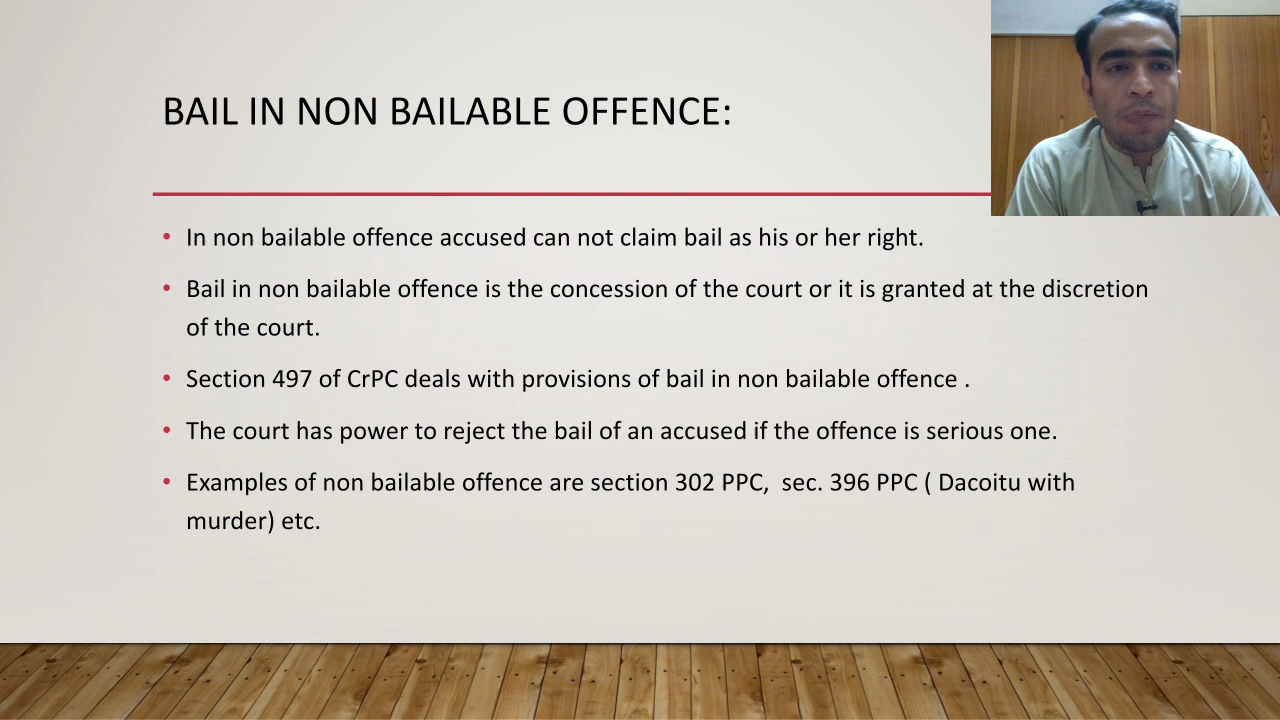 BAIL IN NON BAILABLE OFFENCE:
• In non bailable offence accused can not claim bail as his or her right.
• Bail in non bailable offence is the concession of the court or it is granted at the discretion
of the court.
• Section 497 of CrPC deals with provisions of bail in non bailable offence .
• The court has power to reject the bail of an accused if the offence is serious one.
• Examples of non bailable offence are section 302 PPC,  sec. 396 PPC ( Dacoitu with
murder) etc.